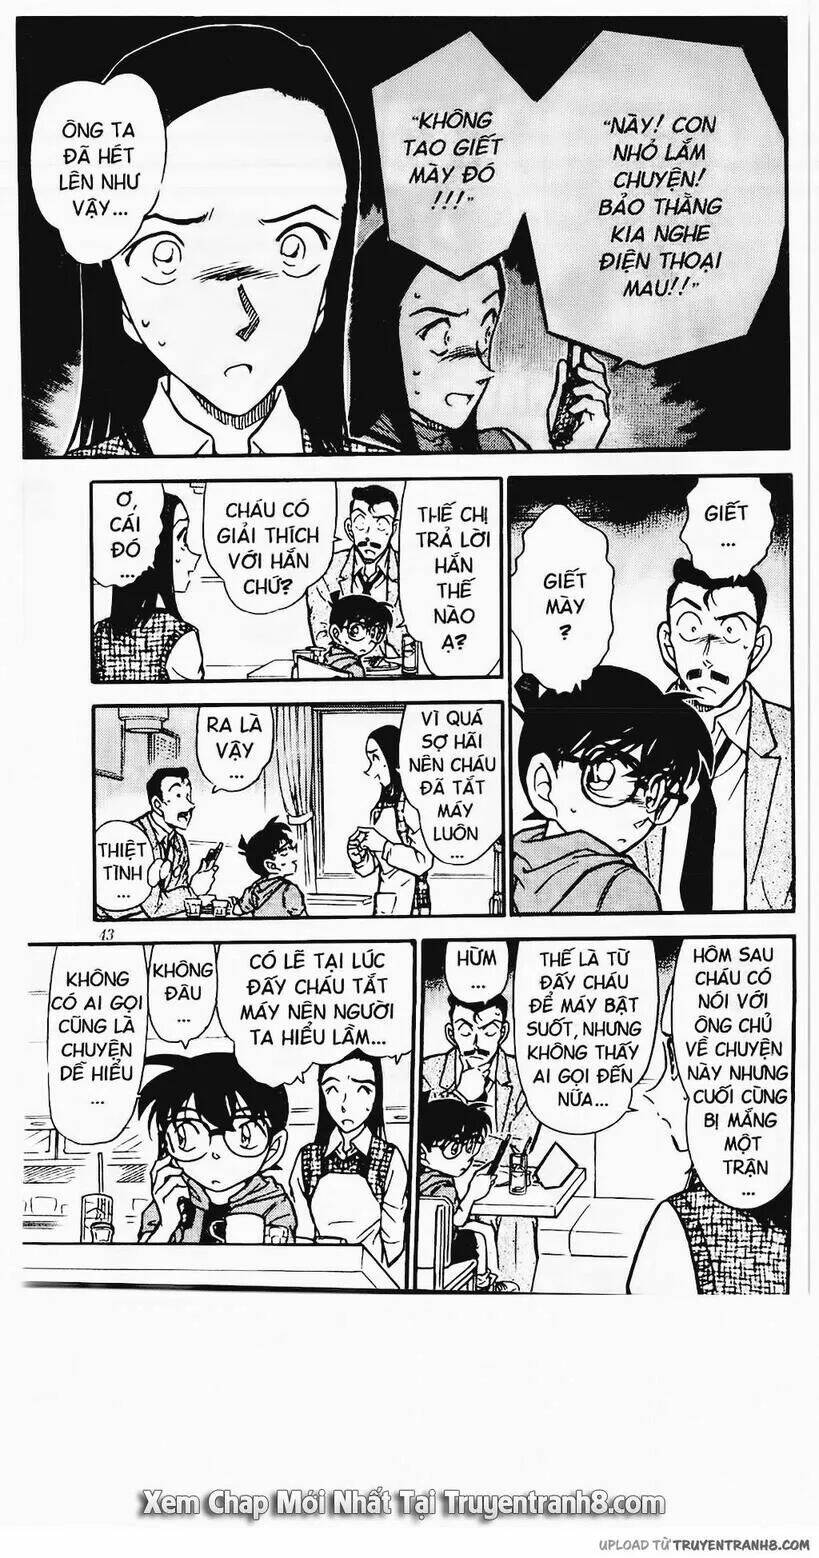 "NÀY! CON
NHỎ LẮM
CHUYỆN!
BẢO THẰNG
KIA NGHE
ĐIỆN THOẠI
MAU!!"
"KHÔNG
TAO GIẾT
MÀY ĐÓ
!!!"
ÔNG TA
ĐÃ HÉT
LÊN NHƯ
VẬY...
GIẾT
...
GIẾT
MÀY
?
THẾ CHỊ
TRẢ LỜI
HẮN
THẾ
NÀO
Ạ?
CHÁU CÓ
GIẢI THÍCH
VỚI HẮN
CHỨ?
Ơ,
CÁI
ĐÓ
...
VÌ QUÁ
SỢ HÃI
NÊN CHÁU
ĐÃ TẮT
MÁY
LUÔN
...
RA LÀ
VẬY
...
THIỆT
TÌNH
...
43
HÔM SAU
CHÁU CÓ
NÓI VỚI
ÔNG CHỦ
VỀ CHUYỆN
NÀY NHƯNG
CUỐI CÙNG
BỊ MẮNG
MỘT
TRẬN
...
THẾ LÀ TỪ
ĐẤY CHÁU
ĐỂ MÁY BẬT
SUỐT, NHƯNG
KHÔNG THẤY
AI GỌI ĐẾN
NỮA...
HỪM
...
CÓ LẼ TẠI LÚC
ĐẤY CHÁU TẮT
MÁY NÊN NGƯỜI
TA HIỂU LẦM...
KHÔNG
ĐÂU
...
KHÔNG
CÓ AI GỌI
CŨNG LÀ
CHUYỆN
DỄ HIỂU
...
Xem Chap Mới Nhất Tại Truyentranh8.com
UPLOAD TỪ TRUYENTRANH8.COM